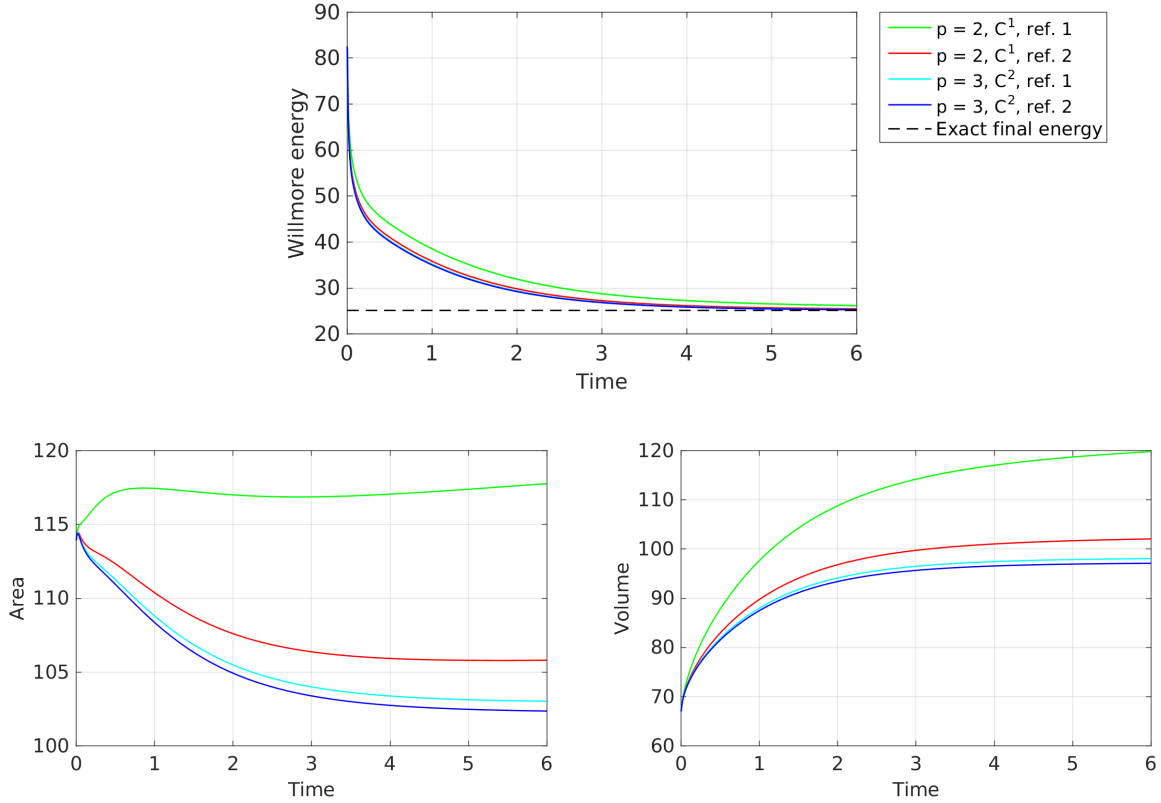 90
80
70
60
50
40
30
20
0 1 2 3 4 5 6
Willmore energy
Time
p = 2, C¹, ref. 1
p = 2, C¹, ref. 2
p = 3, C², ref. 1
p = 3, C², ref. 2
Exact final energy
120
115
110
105
100
0 1 2 3 4 5 6
Area
Time
120
110
100
90
80
70
60
0 1 2 3 4 5 6
Volume
Time